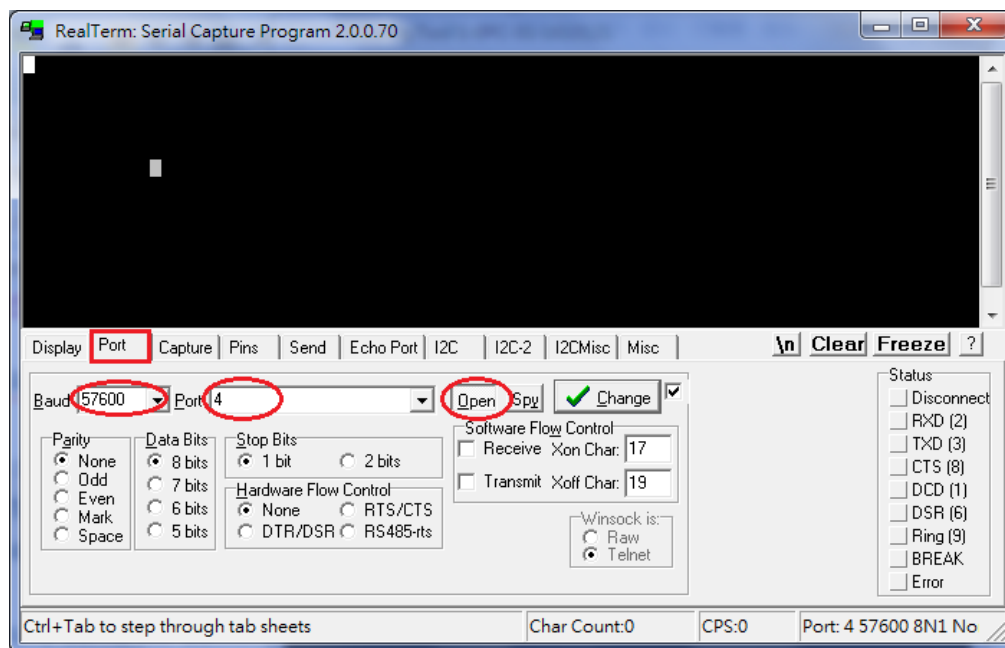 RealTerm: Serial Capture Program 2.0.0.70
Display Port Capture Pins Send Echo Port I2C I2C-2 I2CMisc Misc \n Clear Freeze ?
Baud 57600 Port 4 Open Spy Change
Parity
None
Odd
Even
Mark
Space
Data Bits
8 bits
7 bits
6 bits
5 bits
Stop Bits
1 bit 2 bits
Hardware Flow Control
None RTS/CTS
DTR/DSR RS485-rts
Software Flow Control
Receive Xon Char: 17
Transmit Xoff Char: 19
Winsock is:
Raw
Telnet
Status
Disconnect
RXD (2)
TXD (3)
CTS (8)
DCD (1)
DSR (6)
Ring (9)
BREAK
Error
Ctrl+Tab to step through tab sheets Char Count:0 CPS:0 Port: 4 57600 8N1 No